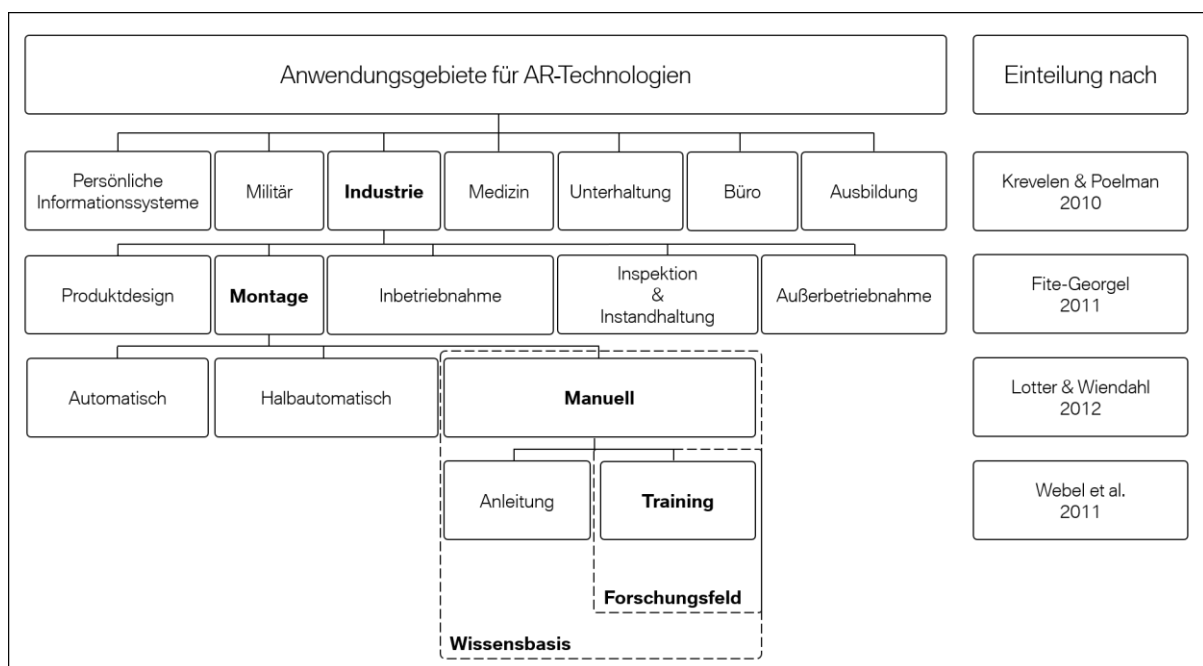 Anwendungsgebiete für AR-Technologien
Einteilung nach
Persönliche
Informationssysteme
Militär
Industrie
Medizin
Unterhaltung
Büro
Ausbildung
Krevelen & Poelman
2010
Produktdesign
Montage
Inbetriebnahme
Inspektion
&
Instandhaltung
Außerbetriebnahme
Fite-Georgel
2011
Automatisch
Halbautomatisch
Manuell
Lotter & Wiendahl
2012
Anleitung
Training
Webel et al.
2011
Forschungsfeld
Wissensbasis